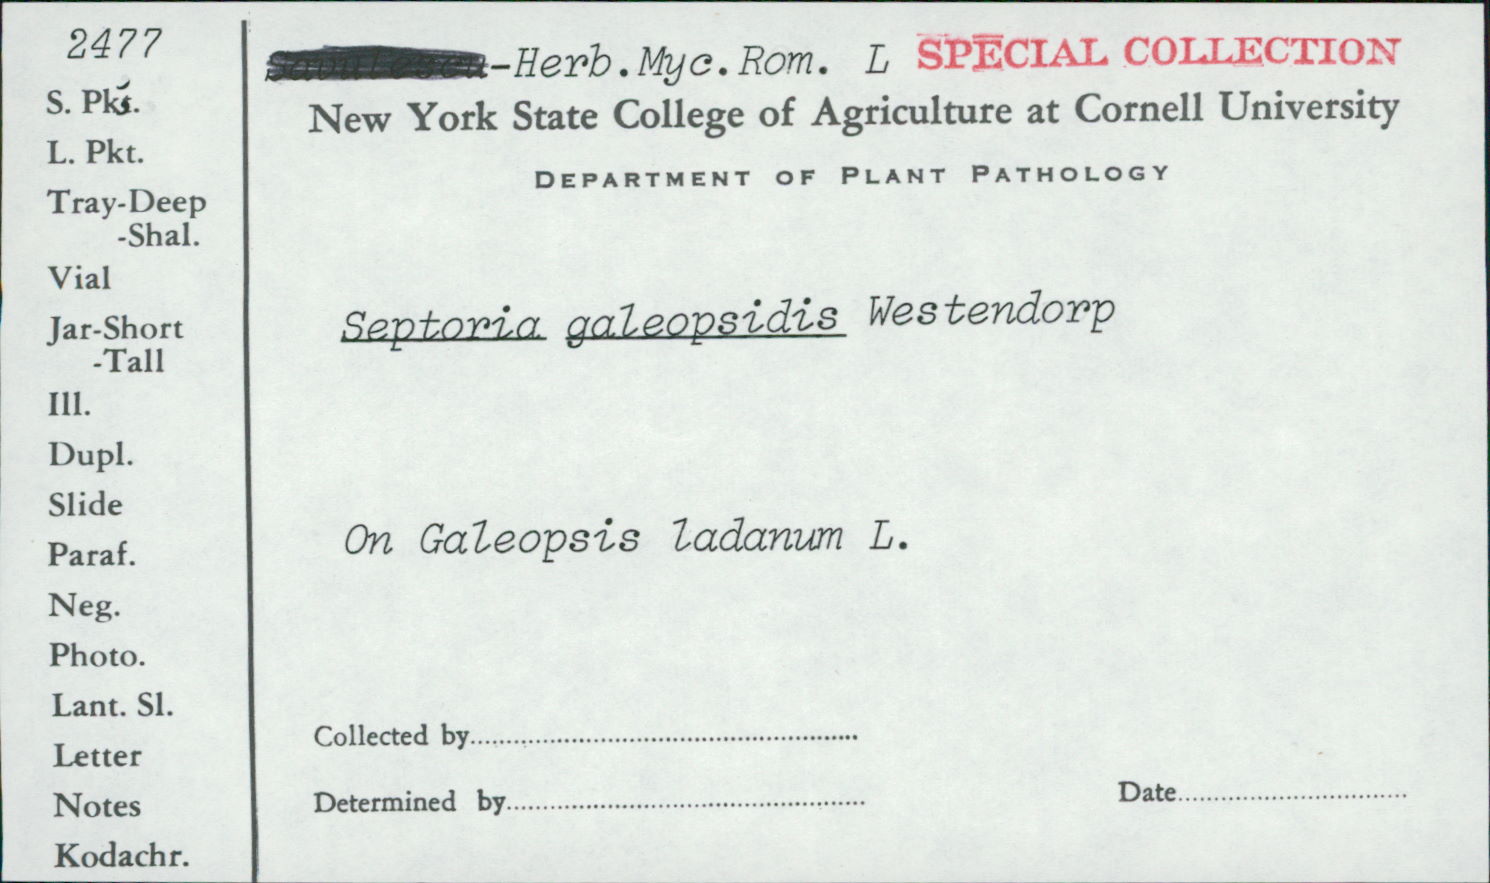 2477
S. Pkt.
L. Pkt.
Tray-Deep
-Shal.
Vial
Jar-Short
-Tall
Ill.
Dupl.
Slide
Paraf.
Neg.
Photo.
Lant. Sl.
Letter
Notes
Kodachr.
-Herb.Myc.Rom. L SPECIAL COLLECTION
New York State College of Agriculture at Cornell University
DEPARTMENT OF PLANT PATHOLOGY
Septoria galeopsidis Westendorp
On Galeopsis ladanum L.
Collected by
Determined by
Date